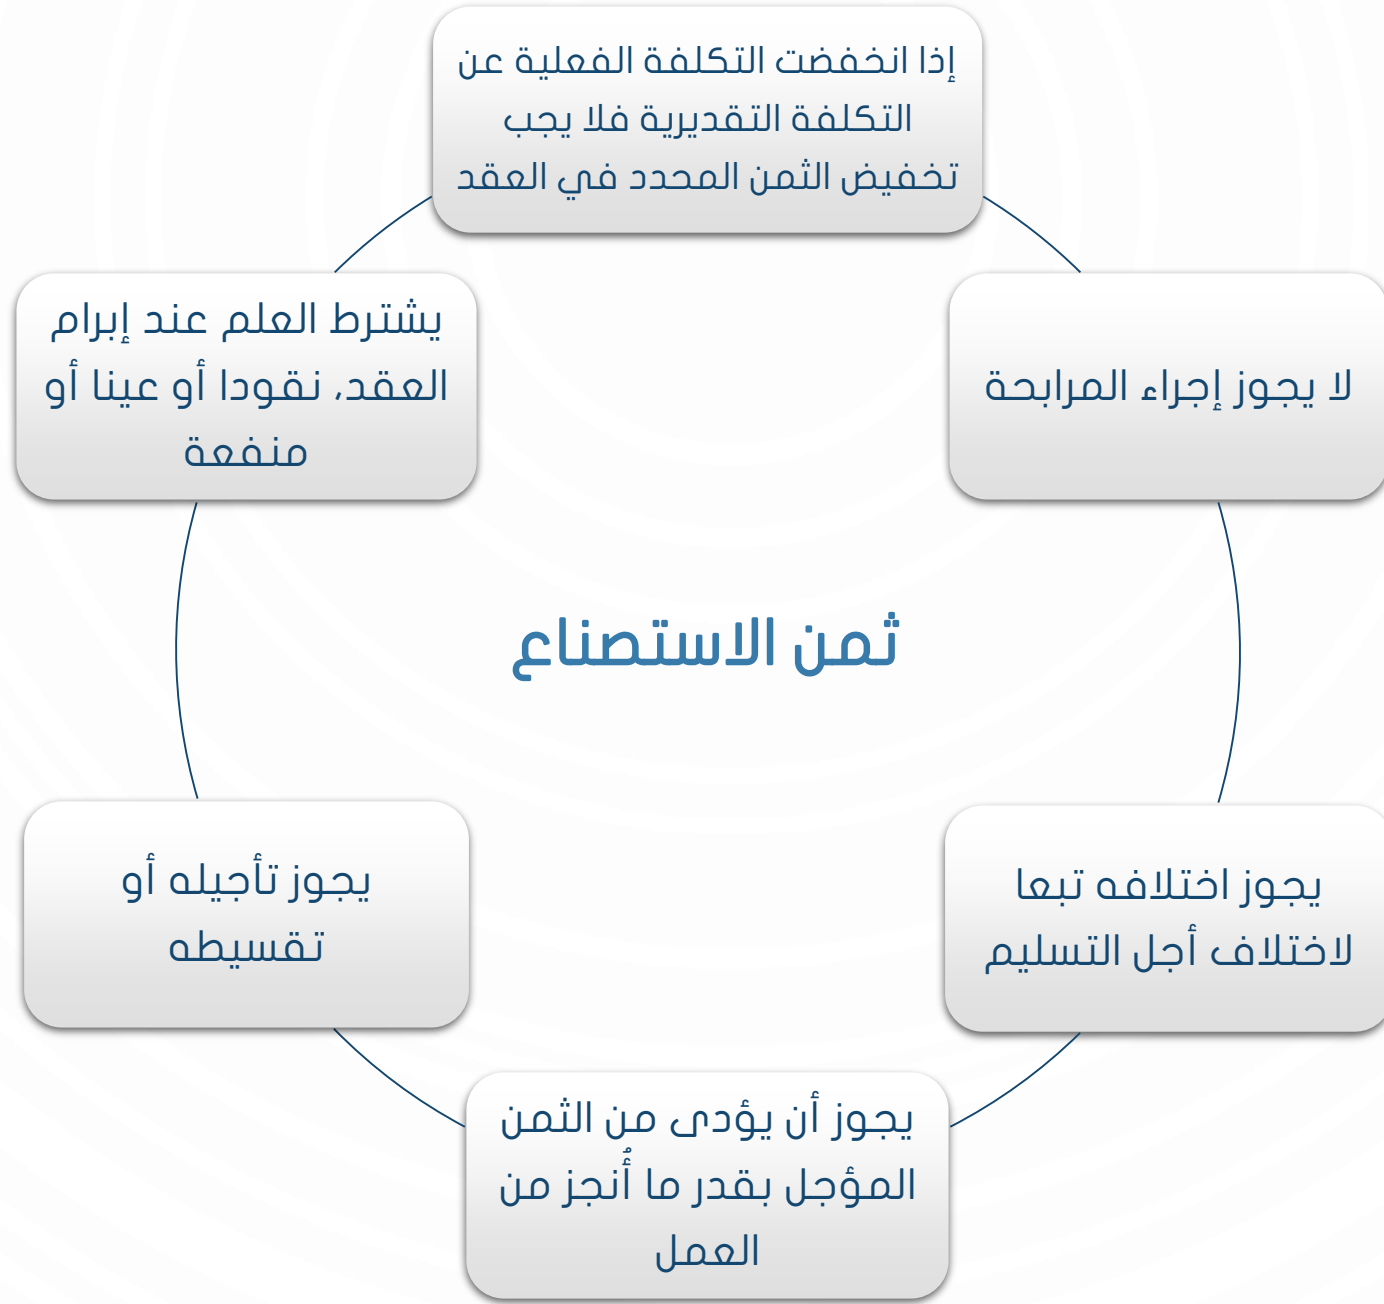 إذا انخفضت التكلفة الفعلية عن
التكلفة التقديرية فلا يجب
تخفيض الثمن المحدد في العقد
لا يجوز إجراء المرابحة
يشترط العلم عند إبرام
العقد، نقودا أو عينا أو
منفعة
ثمن الاستصناع
يجوز اختلافه تبعا
لاختلاف أجل التسليم
يجوز تأجيله أو
تقسيطه
يجوز أن يؤدى من الثمن
المؤجل بقدر ما أُنجز من
العمل